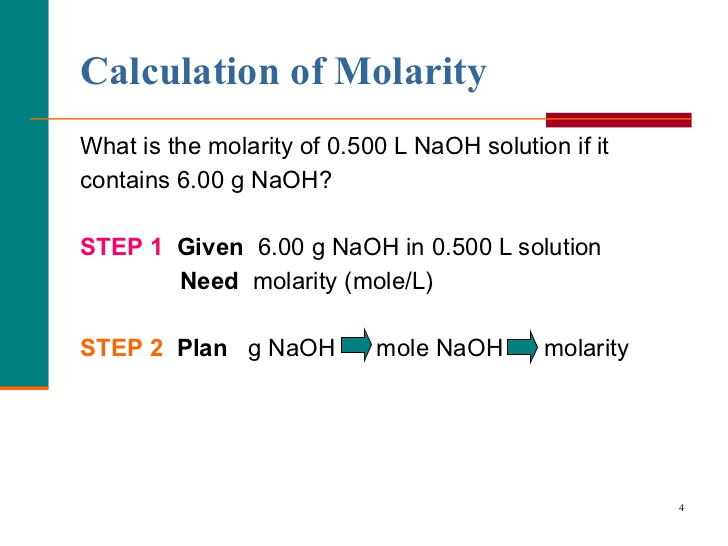 Calculation of Molarity
What is the molarity of 0.500 L NaOH solution if it
contains 6.00 g NaOH?
STEP 1 Given 6.00 g NaOH in 0.500 L solution
Need molarity (mole/L)
STEP 2 Plan g NaOH mole NaOH molarity
4